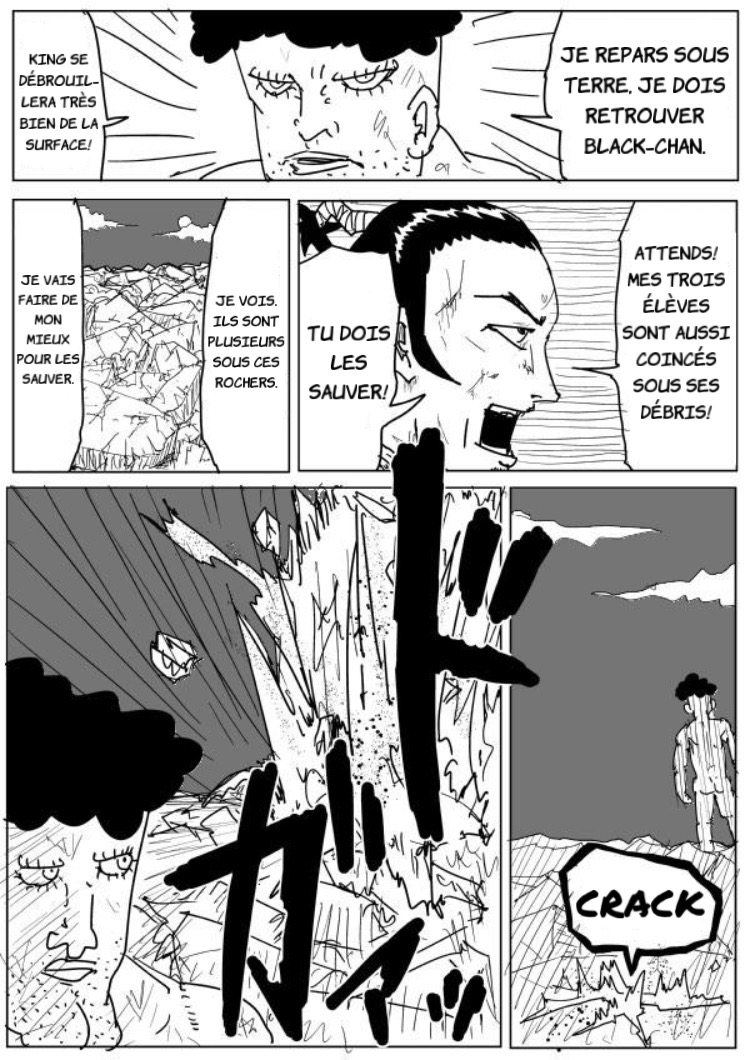 JE REPARS SOUS
TERRE, JE DOIS
RETROUVER
BLACK-CHAN.
KING SE
DÉBROUIL-
LERA TRÈS
BIEN DE LA
SURFACE!
ATTENDS!
MES TROIS
ÉLÈVES
SONT AUSSI
COINCÉS
SOUS SES
DÉBRIS!
TU DOIS
LES
SAUVER!
JE VOIS.
ILS SONT
PLUSIEURS
SOUS CES
ROCHERS.
JE VAIS
FAIRE DE
MON
MIEUX
POUR LES
SAUVER.
CRACK
ドガァッ